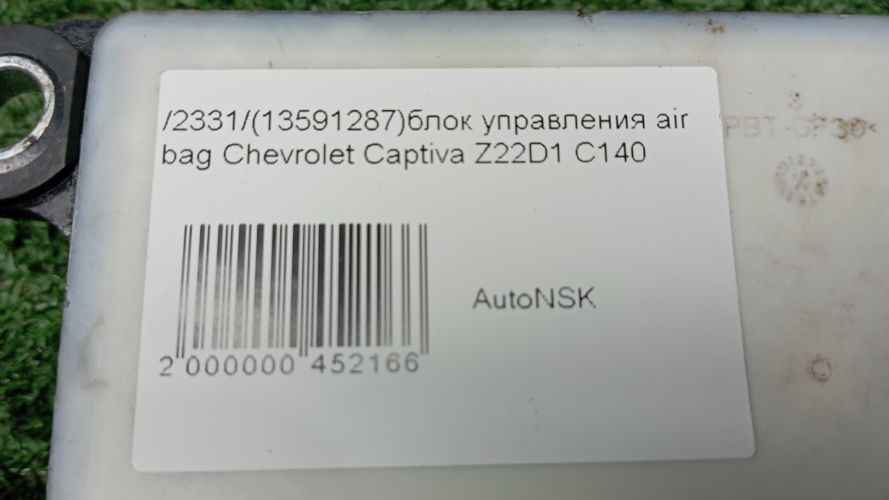 /2331/(13591287)блок управления air
bag Chevrolet Captiva Z22D1 C140
AutoNSK
2 000000 452166